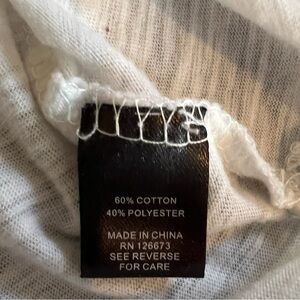 60% COTTON
40% POLYESTER
MADE IN CHINA
RN 126673
SEE REVERSE
FOR CARE